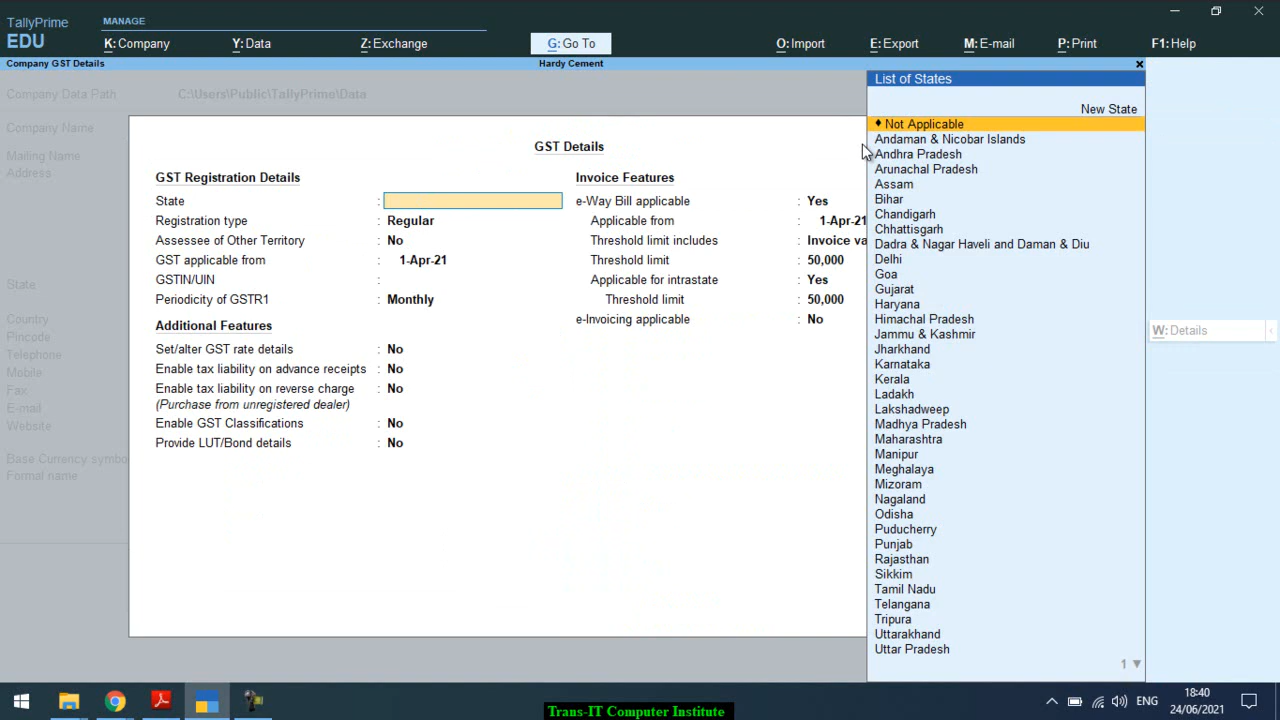 TallyPrime
EDU
MANAGE
K: Company
Y: Data
Z: Exchange
G: Go To
O: Import
E: Export
M: E-mail
P: Print
F1: Help
Company GST Details
Hardy Cement
Company Data Path
C:\Users\Public\TallyPrime\Data
Company Name
Mailing Name
Address
State
Country
Pincode
Telephone
Mobile
Fax
E-mail
Website
Base Currency symbo
Formal name
GST Details
GST Registration Details
State :
Registration type : Regular
Assessee of Other Territory : No
GST applicable from : 1-Apr-21
GSTIN/UIN :
Periodicity of GSTR1 : Monthly
Additional Features
Set/alter GST rate details : No
Enable tax liability on advance receipts : No
Enable tax liability on reverse charge : No
(Purchase from unregistered dealer)
Enable GST Classifications : No
Provide LUT/Bond details : No
Invoice Features
e-Way Bill applicable : Yes
Applicable from : 1-Apr-21
Threshold limit includes : Invoice va
Threshold limit : 50,000
Applicable for intrastate : Yes
Threshold limit : 50,000
e-Invoicing applicable : No
List of States
New State
♦ Not Applicable
Andaman & Nicobar Islands
Andhra Pradesh
Arunachal Pradesh
Assam
Bihar
Chandigarh
Chhattisgarh
Dadra & Nagar Haveli and Daman & Diu
Delhi
Goa
Gujarat
Haryana
Himachal Pradesh
Jammu & Kashmir
Jharkhand
Karnataka
Kerala
Ladakh
Lakshadweep
Madhya Pradesh
Maharashtra
Manipur
Meghalaya
Mizoram
Nagaland
Odisha
Puducherry
Punjab
Rajasthan
Sikkim
Tamil Nadu
Telangana
Tripura
Uttarakhand
Uttar Pradesh
1 ▼
W: Details
Trans-IT Computer Institute
ENG
18:40
24/06/2021